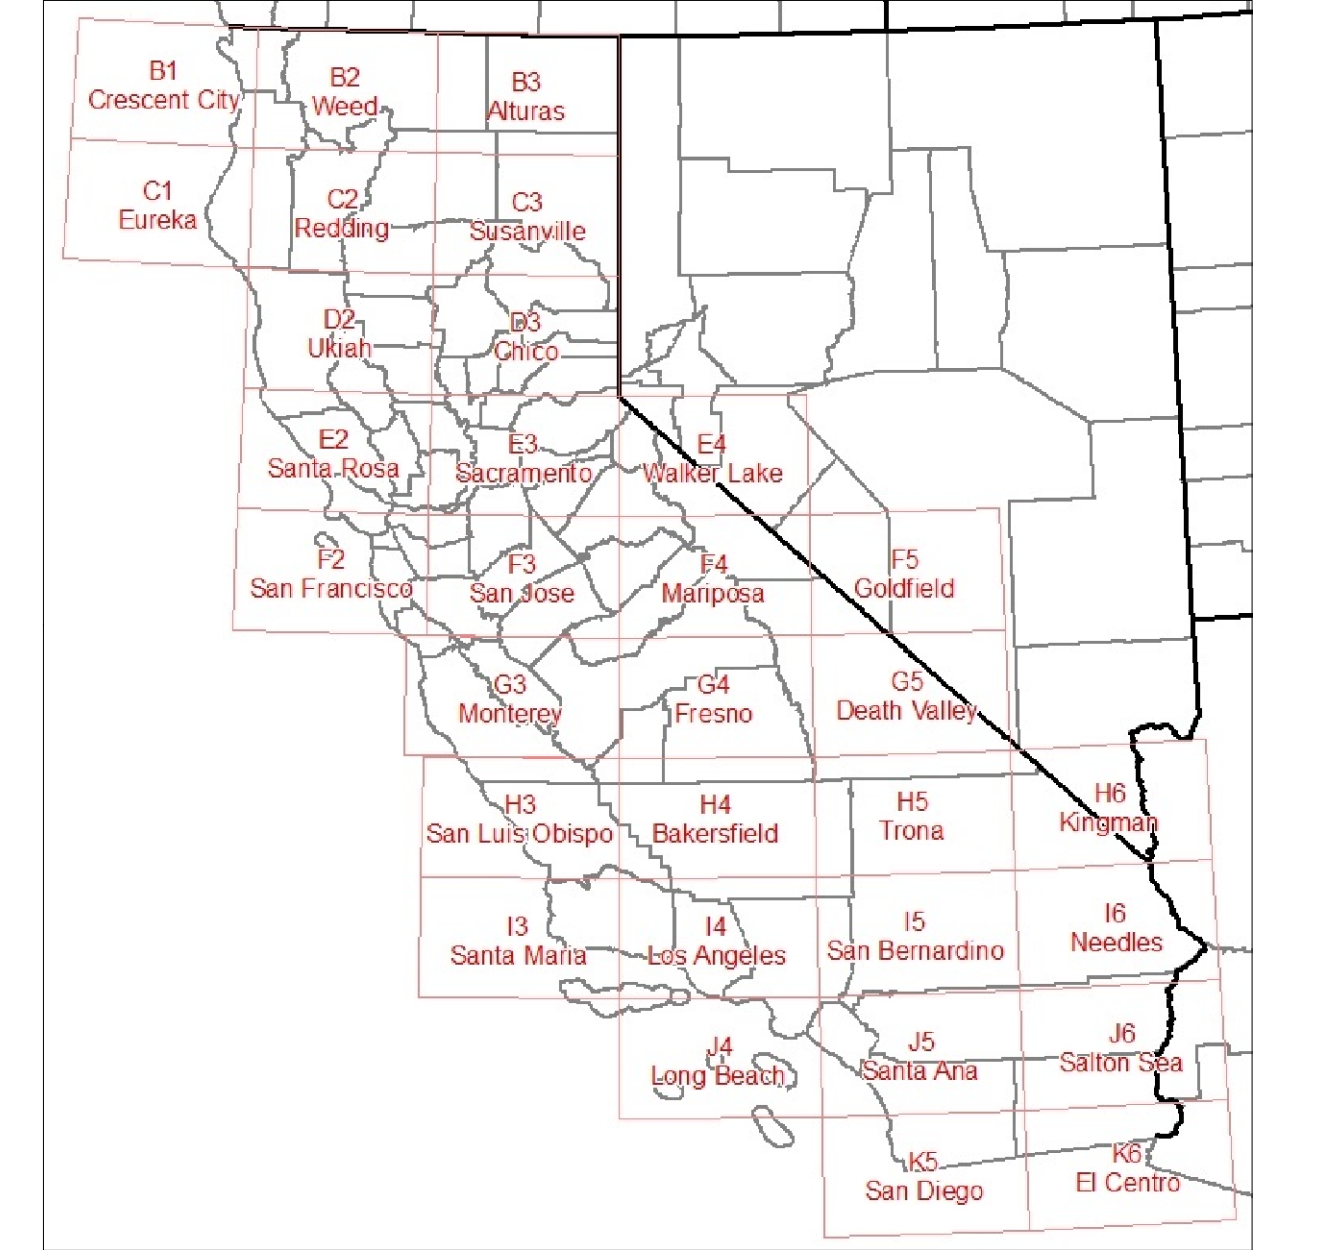 B1
Crescent City
B2
Weed
B3
Alturas
C1
Eureka
C2
Redding
C3
Susanville
D2
Ukiah
D3
Chico
E2
Santa Rosa
E3
Sacramento
E4
Walker Lake
F2
San Francisco
F3
San Jose
F4
Mariposa
F5
Goldfield
G3
Monterey
G4
Fresno
G5
Death Valley
H3
San Luis Obispo
H4
Bakersfield
H5
Trona
H6
Kingman
I3
Santa Maria
I4
Los Angeles
I5
San Bernardino
I6
Needles
J4
Long Beach
J5
Santa Ana
J6
Salton Sea
K5
San Diego
K6
El Centro